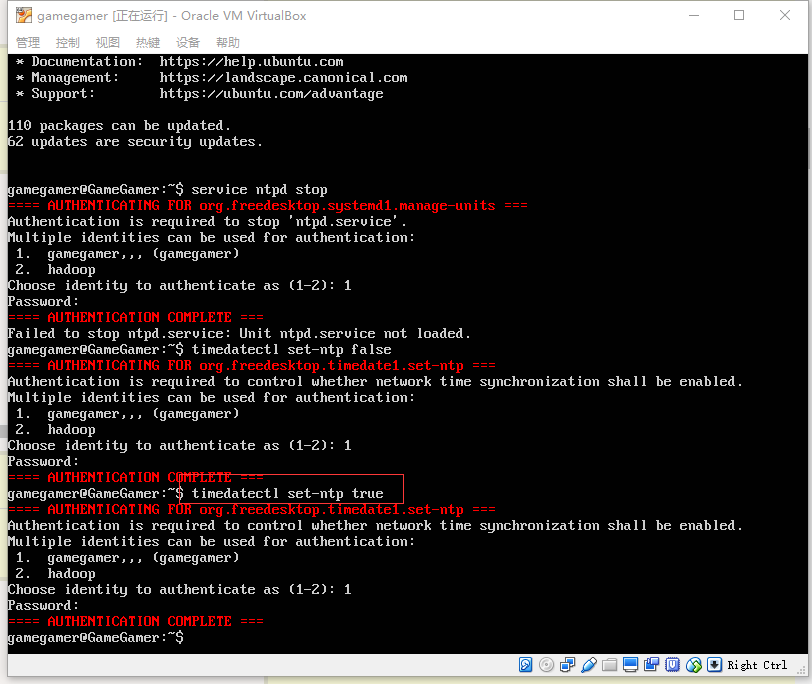 gamegamer [正在运行] - Oracle VM VirtualBox
管理 控制 视图 热键 设备 帮助
* Documentation: https://help.ubuntu.com
* Management: https://landscape.canonical.com
* Support: https://ubuntu.com/advantage
110 packages can be updated.
62 updates are security updates.
gamegamer@GameGamer:~$ service ntpd stop
==== AUTHENTICATING FOR org.freedesktop.systemd1.manage-units ===
Authentication is required to stop 'ntpd.service'.
Multiple identities can be used for authentication:
1. gamegamer,,, (gamegamer)
2. hadoop
Choose identity to authenticate as (1-2): 1
Password:
==== AUTHENTICATION COMPLETE ===
Failed to stop ntpd.service: Unit ntpd.service not loaded.
gamegamer@GameGamer:~$ timedatectl set-ntp false
==== AUTHENTICATING FOR org.freedesktop.timedate1.set-ntp ===
Authentication is required to control whether network time synchronization shall be enabled.
Multiple identities can be used for authentication:
1. gamegamer,,, (gamegamer)
2. hadoop
Choose identity to authenticate as (1-2): 1
Password:
==== AUTHENTICATION COMPLETE ===
gamegamer@GameGamer:~$ timedatectl set-ntp true
==== AUTHENTICATING FOR org.freedesktop.timedate1.set-ntp ===
Authentication is required to control whether network time synchronization shall be enabled.
Multiple identities can be used for authentication:
1. gamegamer,,, (gamegamer)
2. hadoop
Choose identity to authenticate as (1-2): 1
Password:
==== AUTHENTICATION COMPLETE ===
gamegamer@GameGamer:~$
Right Ctrl